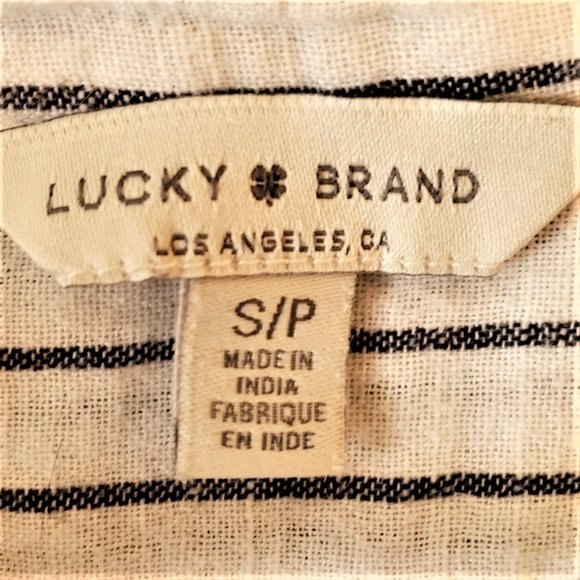 LUCKY BRAND
LOS ANGELES, CA
S/P
MADE IN
INDIA
FABRIQUE
EN INDE